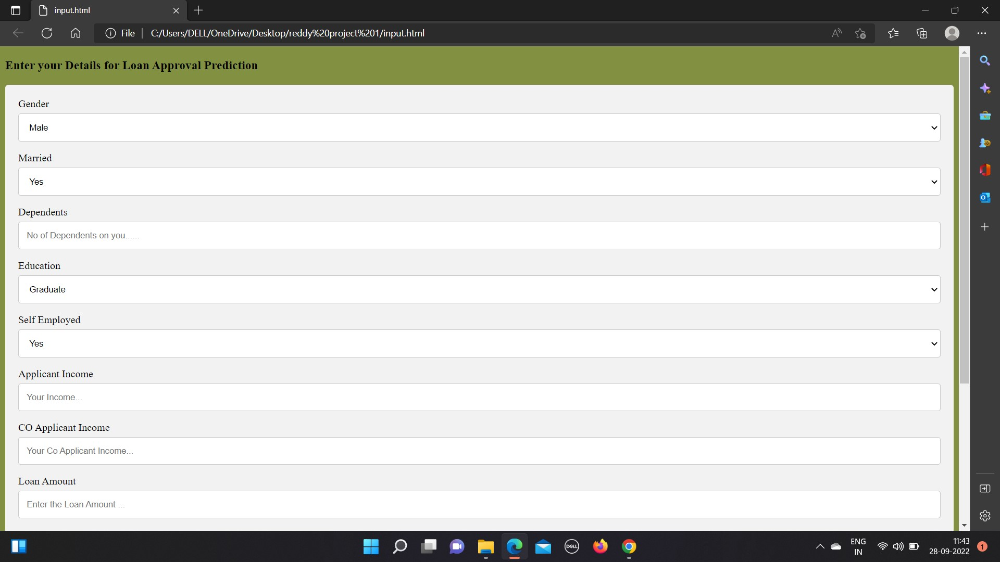 input.html
File
C:/Users/DELL/OneDrive/Desktop/reddy%20project%201/input.html
Enter your Details for Loan Approval Prediction
Gender
Male
Married
Yes
Dependents
No of Dependents on you......
Education
Graduate
Self Employed
Yes
Applicant Income
Your Income...
CO Applicant Income
Your Co Applicant Income...
Loan Amount
Enter the Loan Amount ...
DELL
ENG
IN
11:43
28-09-2022
1